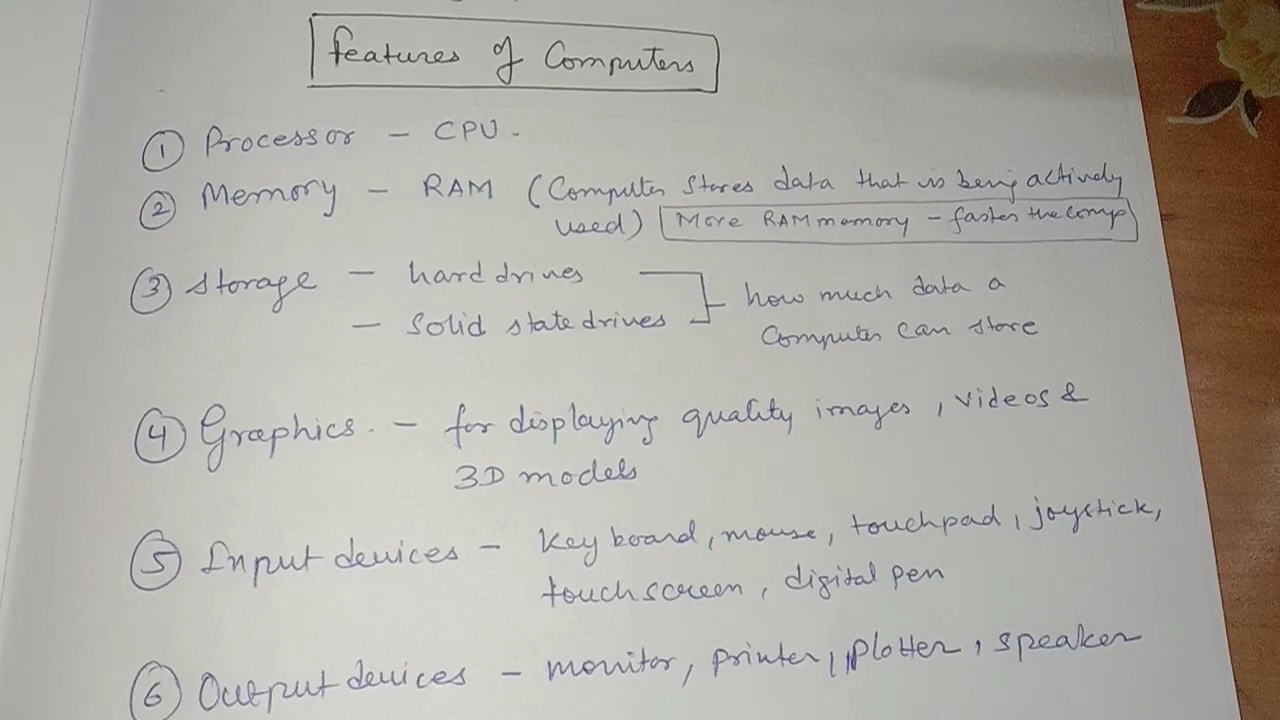 Features of Computers
① Processor - CPU.
② Memory - RAM (Computer stores data that is being actively
used) More RAM memory - faster the comp
③ Storage - hard drives
- Solid state drives
how much data a
Computer can store
④ Graphics. - for displaying quality images, videos &
3D models
⑤ Input devices - Keyboard, mouse, touchpad, joystick,
touch screen, digital pen
⑥ Output devices - monitor, printer, plotter, speaker